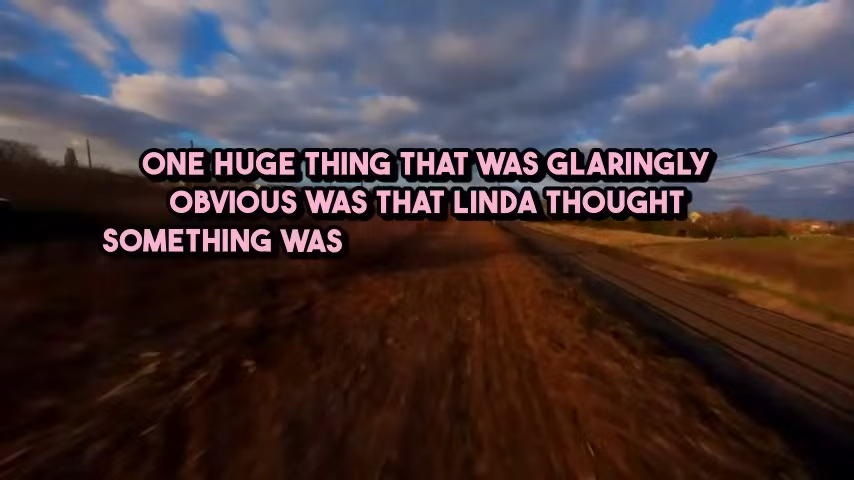 ONE HUGE THING THAT WAS GLARINGLY
OBVIOUS WAS THAT LINDA THOUGHT
SOMETHING WAS